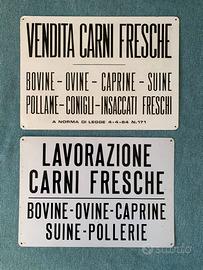 VENDITA CARNI FRESCHE
BOVINE - OVINE - CAPRINE - SUINE
POLLAME - CONIGLI - INSACCATI FRESCHI
A NORMA DI LEGGE 4-4-64 N. 171
LAVORAZIONE
CARNI FRESCHE
BOVINE-OVINE-CAPRINE
SUINE-POLLERIE
subito